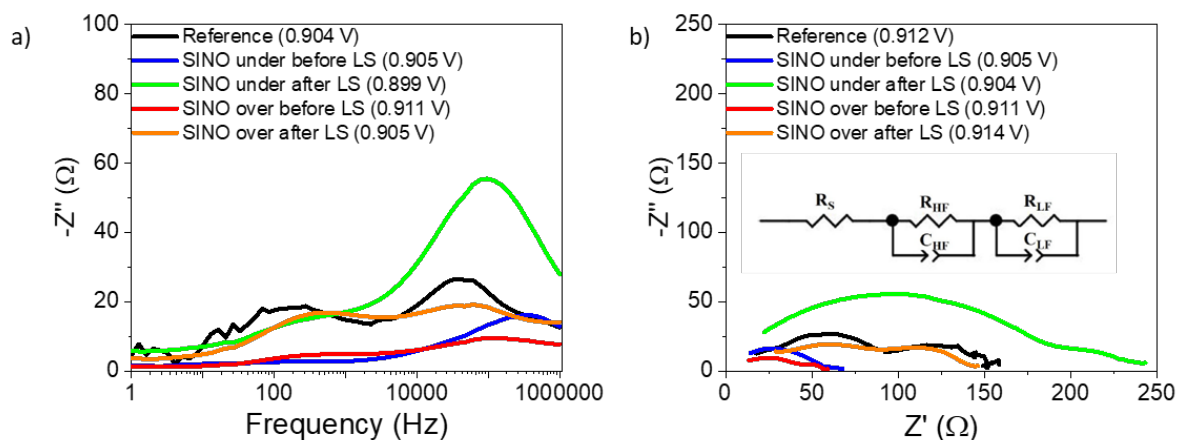 a)
-Z" (Ω)
100
80
60
40
20
0
Reference (0.904 V)
SINO under before LS (0.905 V)
SINO under after LS (0.899 V)
SINO over before LS (0.911 V)
SINO over after LS (0.905 V)
1
100
10000
1000000
Frequency (Hz)
b)
-Z" (Ω)
250
200
150
100
50
0
Reference (0.912 V)
SINO under before LS (0.905 V)
SINO under after LS (0.904 V)
SINO over before LS (0.911 V)
SINO over after LS (0.914 V)
R_S
R_HF
R_LF
C_HF
C_LF
0
50
100
150
200
250
Z' (Ω)